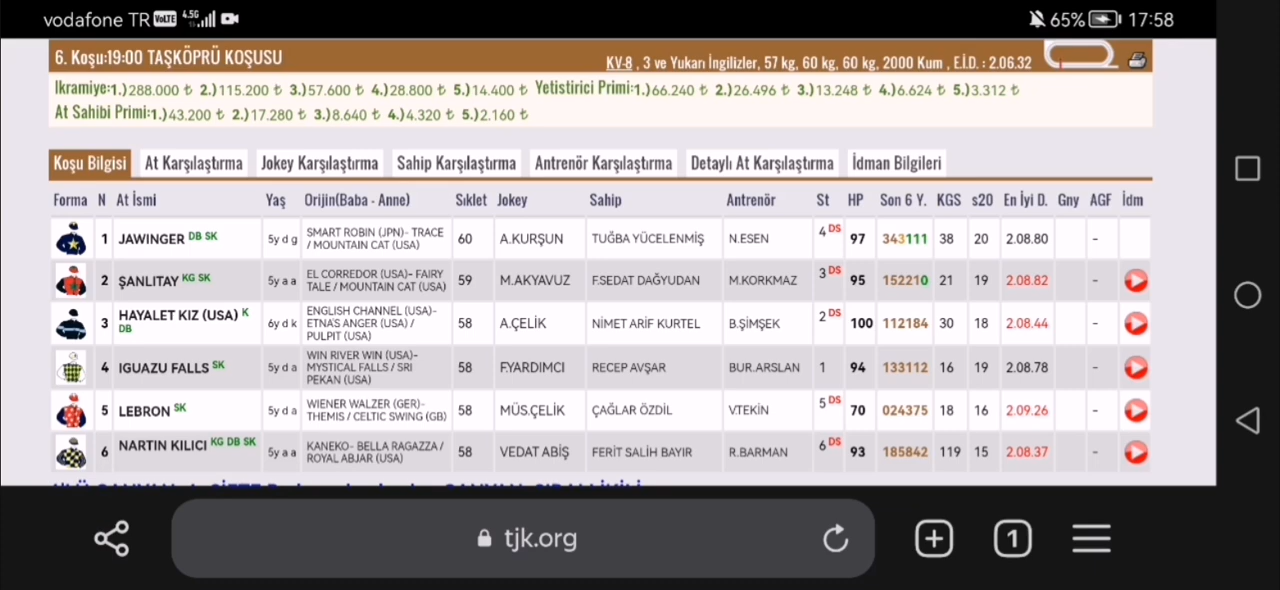 vodafone TR VoLTE 4.5G 65% 17:58
6. Koşu:19:00 TAŞKÖPRÜ KOŞUSU
KV-8 , 3 ve Yukarı İngilizler, 57 kg, 60 kg, 60 kg, 2000 Kum , E.İ.D. : 2.06.32
Ikramiye:1.)288.000 ₺ 2.)115.200 ₺ 3.)57.600 ₺ 4.)28.800 ₺ 5.)14.400 ₺ Yetistirici Primi:1.)66.240 ₺ 2.)26.496 ₺ 3.)13.248 ₺ 4.)6.624 ₺ 5.)3.312 ₺
At Sahibi Primi:1.)43.200 ₺ 2.)17.280 ₺ 3.)8.640 ₺ 4.)4.320 ₺ 5.)2.160 ₺
Koşu Bilgisi At Karşılaştırma Jokey Karşılaştırma Sahip Karşılaştırma Antrenör Karşılaştırma Detaylı At Karşılaştırma İdman Bilgileri
Forma N At İsmi Yaş Orijin(Baba - Anne) Sıklet Jokey Sahip Antrenör St HP Son 6 Y. KGS s20 En İyi D. Gny AGF İdm
1 JAWINGER DB SK 5y d g SMART ROBIN (JPN)- TRACE / MOUNTAIN CAT (USA) 60 A.KURŞUN TUĞBA YÜCELENMİŞ N.ESEN 4 DS 97 343111 38 20 2.08.80 -
2 ŞANLITAY KG SK 5y a a EL CORREDOR (USA)- FAIRY TALE / MOUNTAIN CAT (USA) 59 M.AKYAVUZ F.SEDAT DAĞYUDAN M.KORKMAZ 3 DS 95 152210 21 19 2.08.82 -
3 HAYALET KIZ (USA) K DB 6y d k ENGLISH CHANNEL (USA)- ETNA'S ANGER (USA) / PULPIT (USA) 58 A.ÇELİK NİMET ARİF KURTEL B.ŞİMŞEK 2 DS 100 112184 30 18 2.08.44 -
4 IGUAZU FALLS SK 5y d a WIN RIVER WIN (USA)- MYSTICAL FALLS / SRI PEKAN (USA) 58 F.YARDIMCI RECEP AVŞAR BUR.ARSLAN 1 94 133112 16 19 2.08.78 -
5 LEBRON SK 5y d a WIENER WALZER (GER)- THEMIS / CELTIC SWING (GB) 58 MÜS.ÇELİK ÇAĞLAR ÖZDİL V.TEKİN 5 DS 70 024375 18 16 2.09.26 -
6 NARTIN KILICI KG DB SK 5y a a KANEKO- BELLA RAGAZZA / ROYAL ABJAR (USA) 58 VEDAT ABİŞ FERİT SALİH BAYIR R.BARMAN 6 DS 93 185842 119 15 2.08.37 -
tjk.org 1